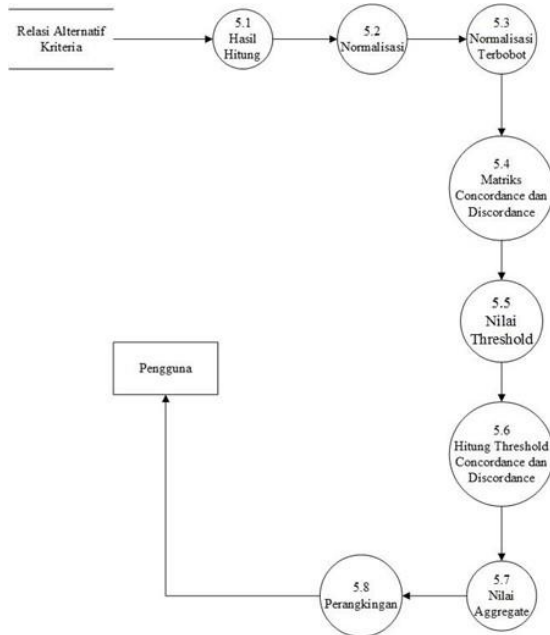 Relasi Alternatif
Kriteria
5.1
Hasil
Hitung
5.2
Normalisasi
5.3
Normalisasi
Terbobot
5.4
Matriks
Concordance dan
Discordance
5.5
Nilai
Threshold
5.6
Hitung Threshold
Concordance dan
Discordance
5.7
Nilai
Aggregate
5.8
Perangkingan
Pengguna